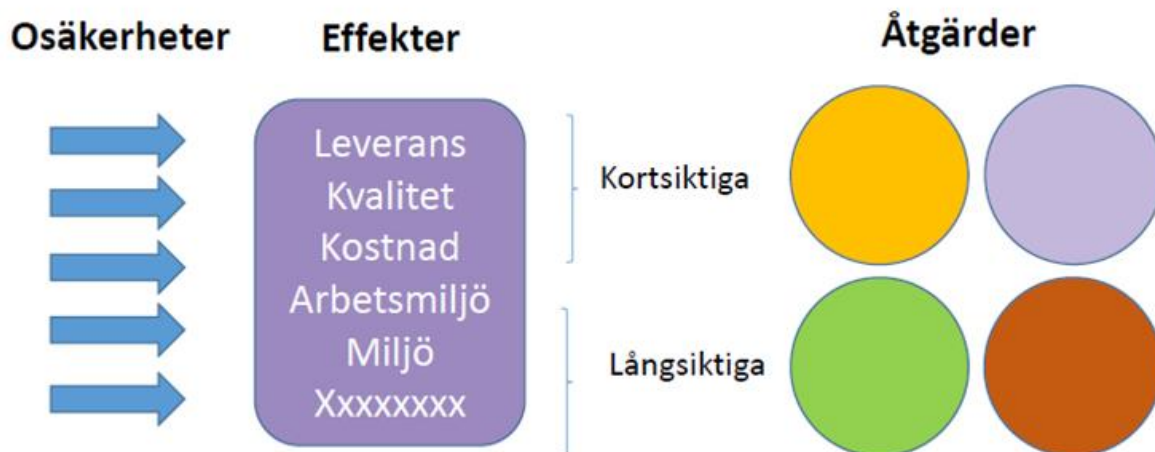 Osäkerheter
Effekter
Åtgärder
Leverans
Kvalitet
Kostnad
Arbetsmiljö
Miljö
Xxxxxxxx
Kortsiktiga
Långsiktiga